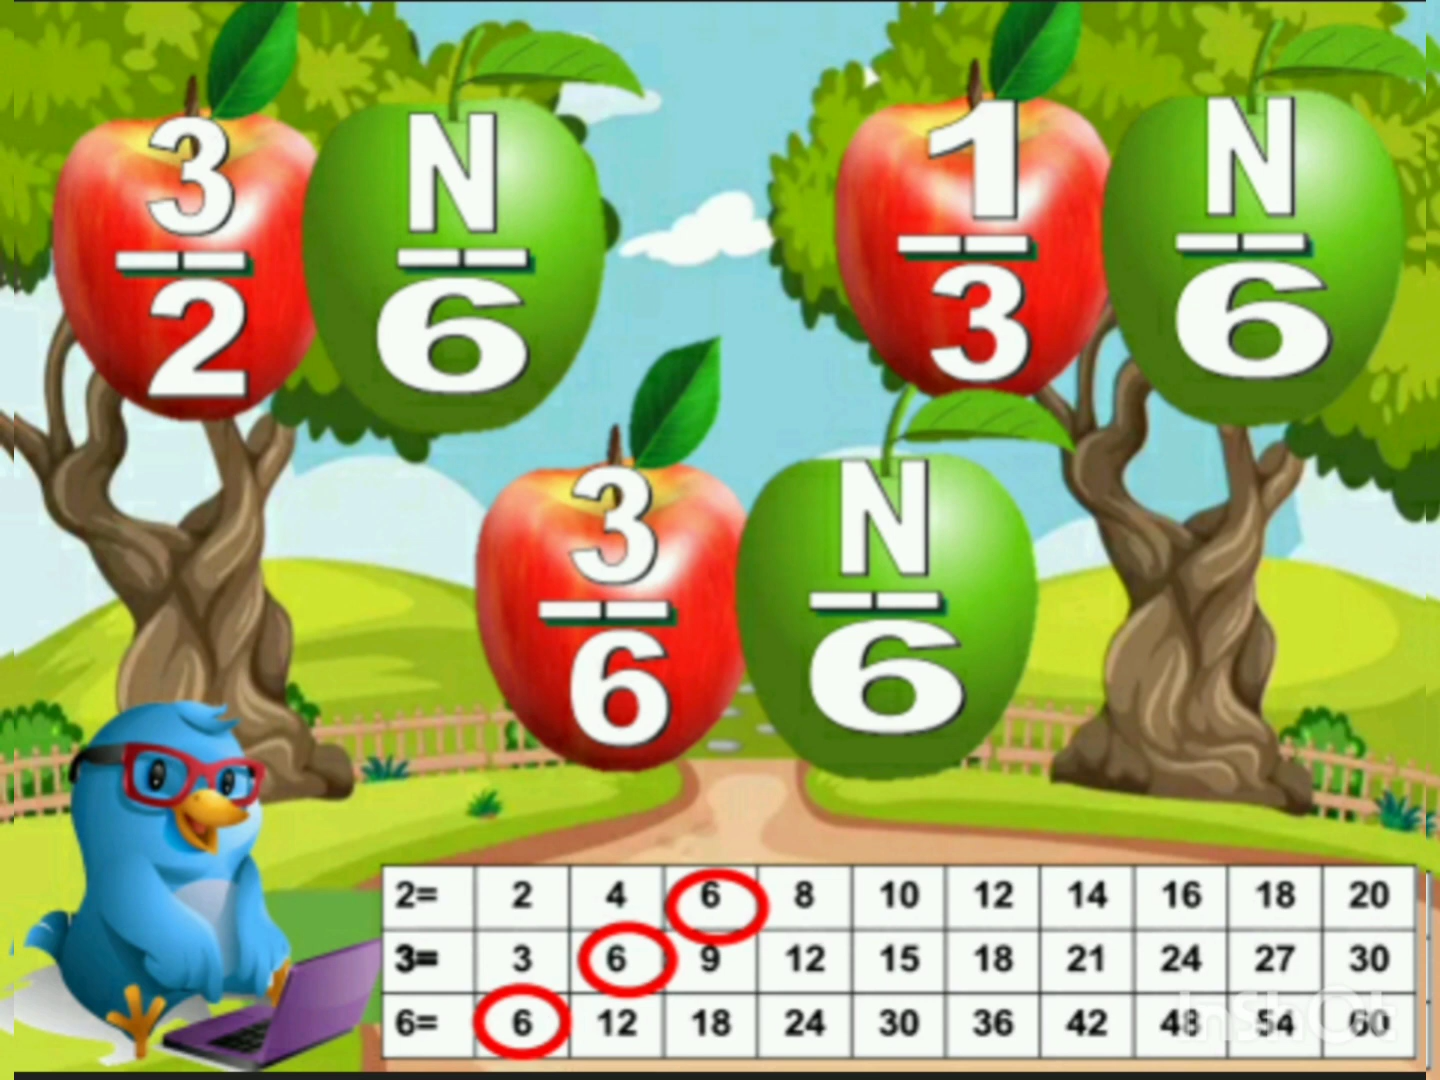 3 N
2 6
1 N
3 6
3 N
6 6
2= 2 4 6 8 10 12 14 16 18 20
3= 3 6 9 12 15 18 21 24 27 30
6= 6 12 18 24 30 36 42 48 54 60
InShOt